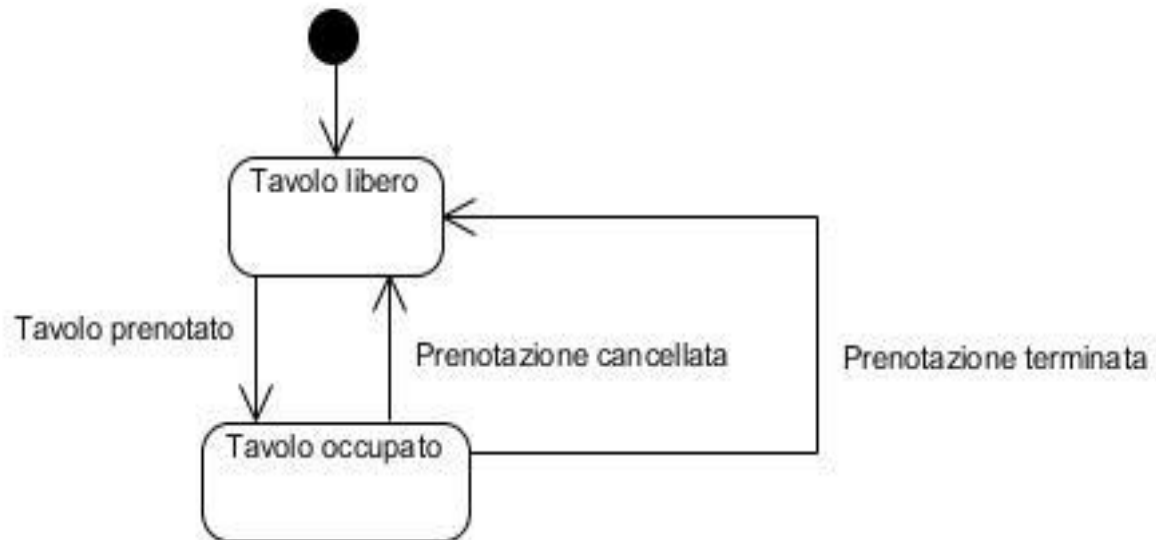 Tavolo libero
Tavolo prenotato
Prenotazione cancellata
Prenotazione terminata
Tavolo occupato